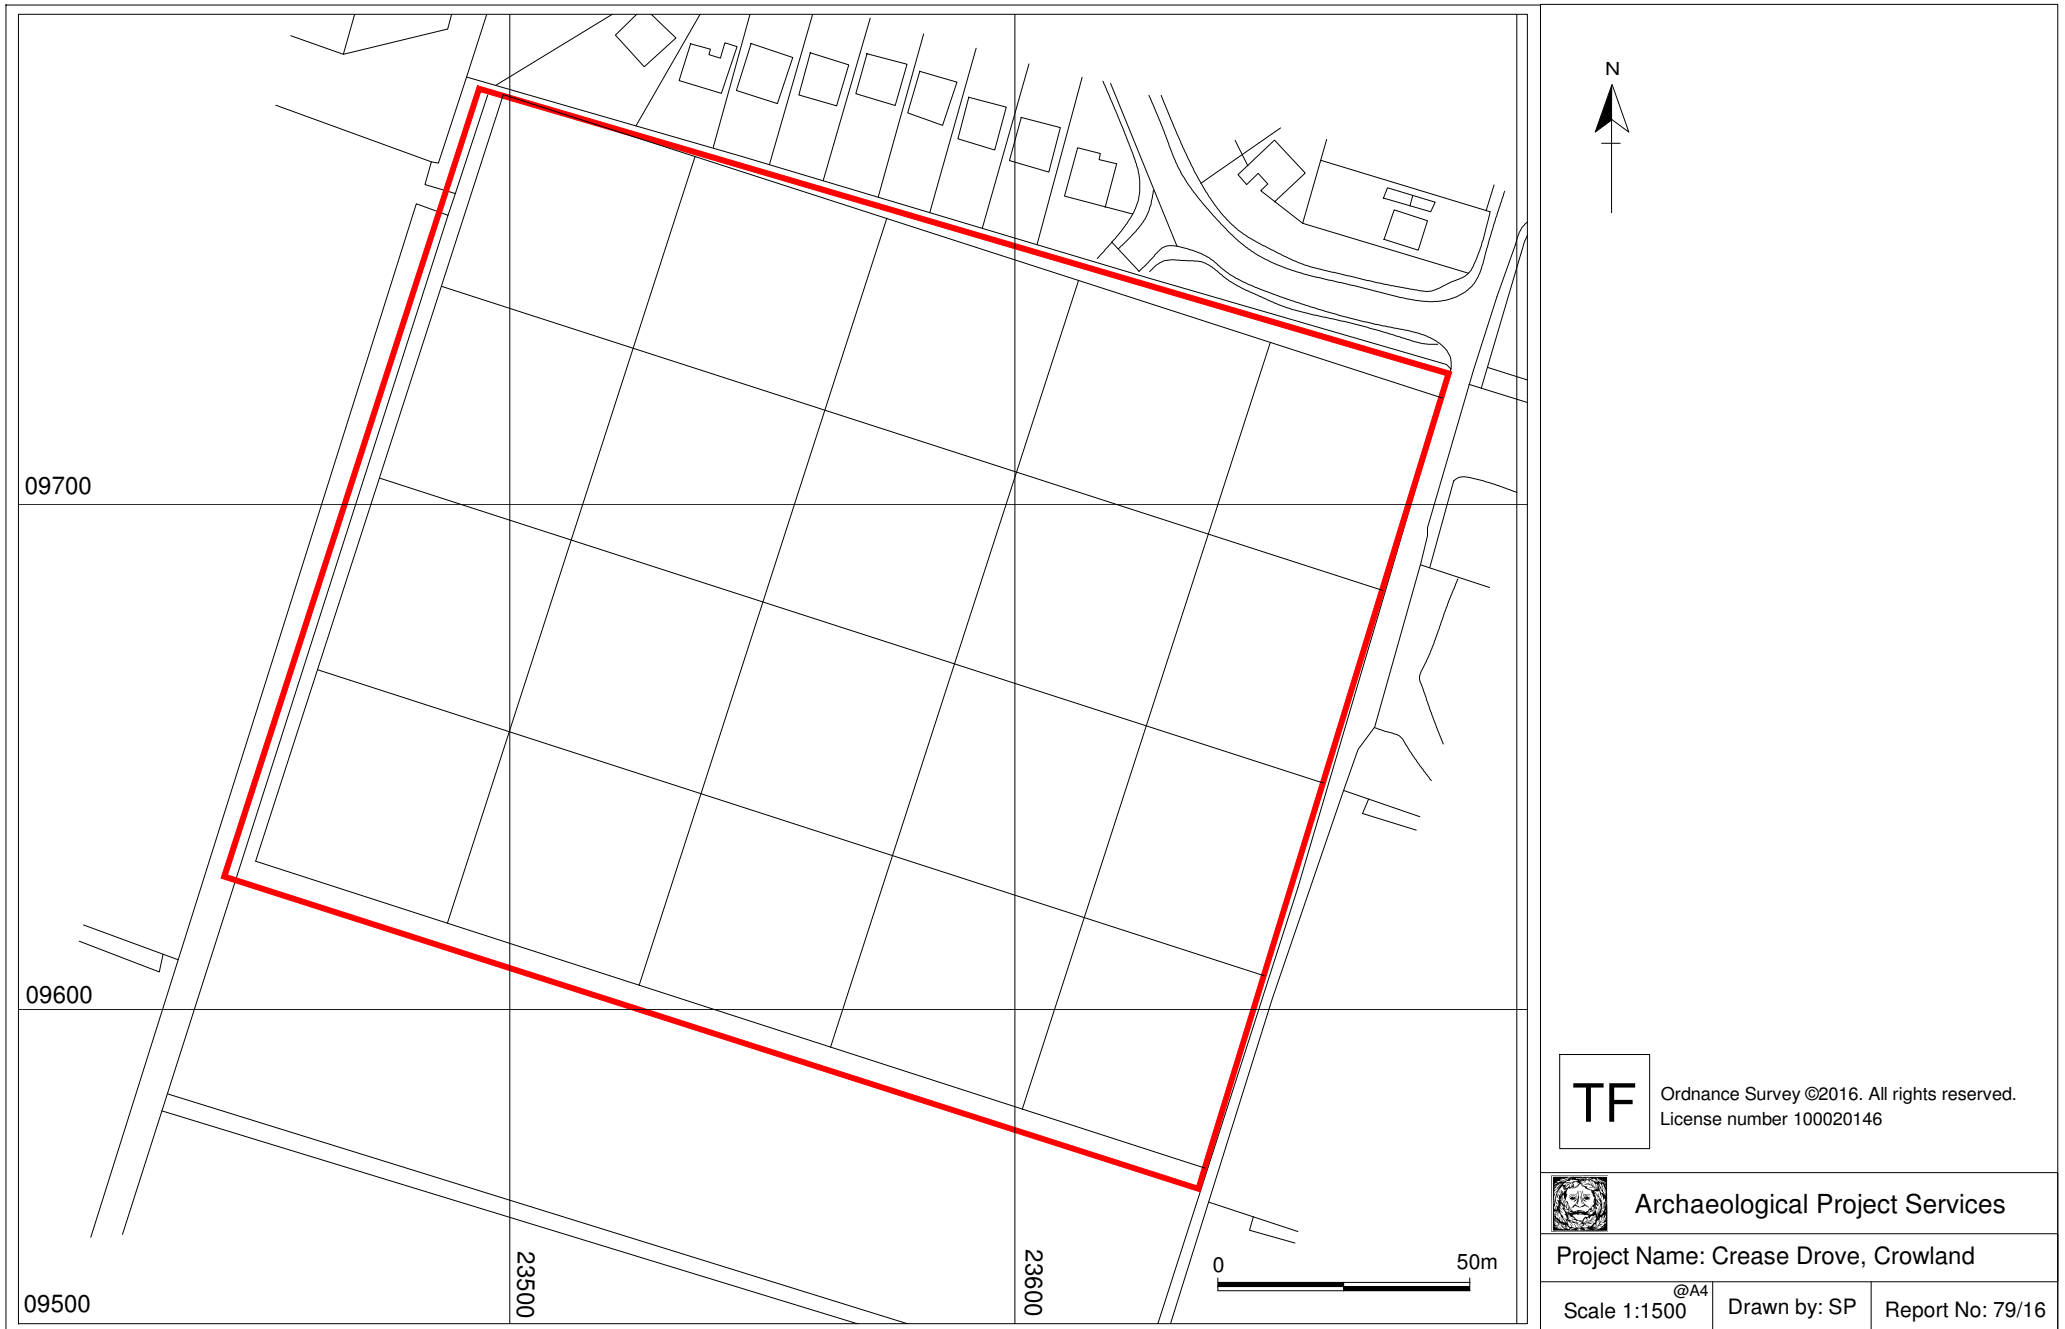 N
09700
09600
09500
23500
23600
0 50m
TF
Ordnance Survey ©2016. All rights reserved.
License number 100020146
Archaeological Project Services
Project Name: Crease Drove, Crowland
Scale 1:1500 @A4
Drawn by: SP
Report No: 79/16